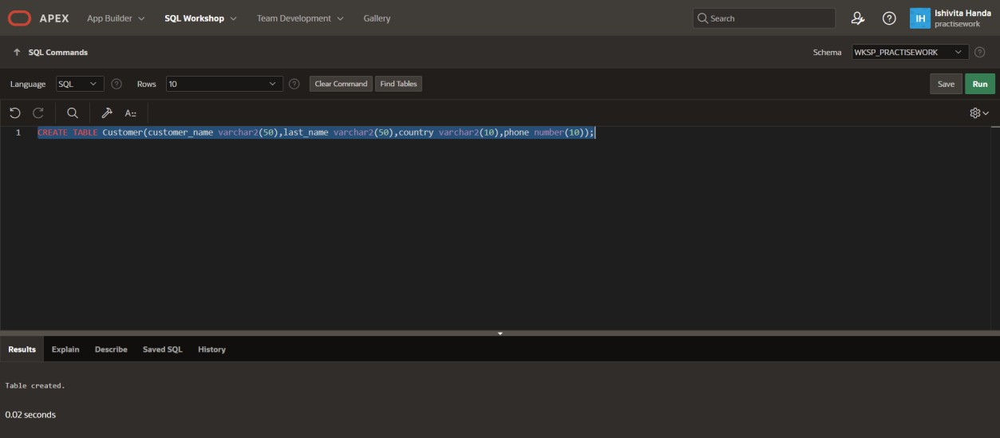 APEX App Builder SQL Workshop Team Development Gallery Search IH Ishivita Handa
practisework
SQL Commands Schema WKSP_PRACTISEWORK
Language SQL Rows 10 Clear Command Find Tables Save Run
A::
1 CREATE TABLE Customer(customer_name varchar2(50),last_name varchar2(50),country varchar2(10),phone number(10));
Results Explain Describe Saved SQL History
Table created.
0.02 seconds